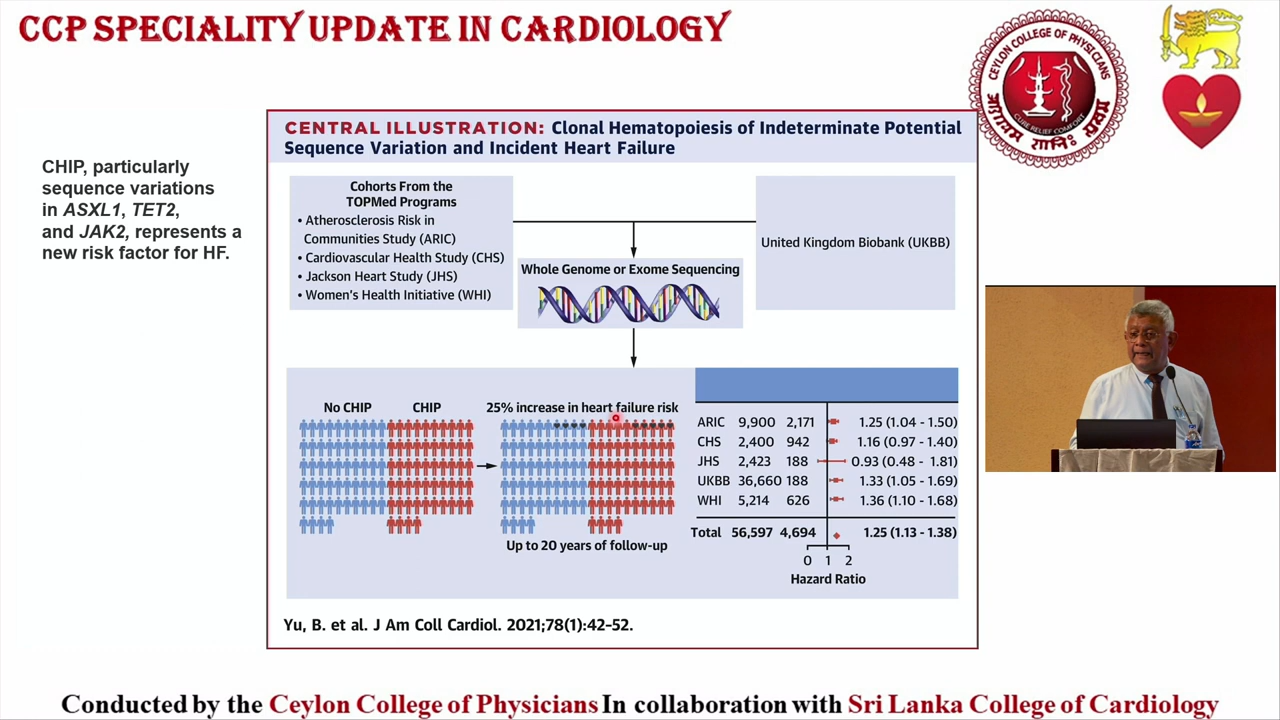 CCP SPECIALITY UPDATE IN CARDIOLOGY
CEYLON COLLEGE OF PHYSICIANS
CURE RELIEF COMFORT
CHIP, particularly
sequence variations
in ASXL1, TET2,
and JAK2, represents a
new risk factor for HF.
CENTRAL ILLUSTRATION: Clonal Hematopoiesis of Indeterminate Potential
Sequence Variation and Incident Heart Failure
Cohorts From the
TOPMed Programs
• Atherosclerosis Risk in
Communities Study (ARIC)
• Cardiovascular Health Study (CHS)
• Jackson Heart Study (JHS)
• Women's Health Initiative (WHI)
United Kingdom Biobank (UKBB)
Whole Genome or Exome Sequencing
No CHIP CHIP
25% increase in heart failure risk
Up to 20 years of follow-up
ARIC 9,900 2,171 1.25 (1.04 - 1.50)
CHS 2,400 942 1.16 (0.97 - 1.40)
JHS 2,423 188 0.93 (0.48 - 1.81)
UKBB 36,660 188 1.33 (1.05 - 1.69)
WHI 5,214 626 1.36 (1.10 - 1.68)
Total 56,597 4,694 1.25 (1.13 - 1.38)
0 1 2
Hazard Ratio
Yu, B. et al. J Am Coll Cardiol. 2021;78(1):42–52.
Conducted by the Ceylon College of Physicians In collaboration with Sri Lanka College of Cardiology